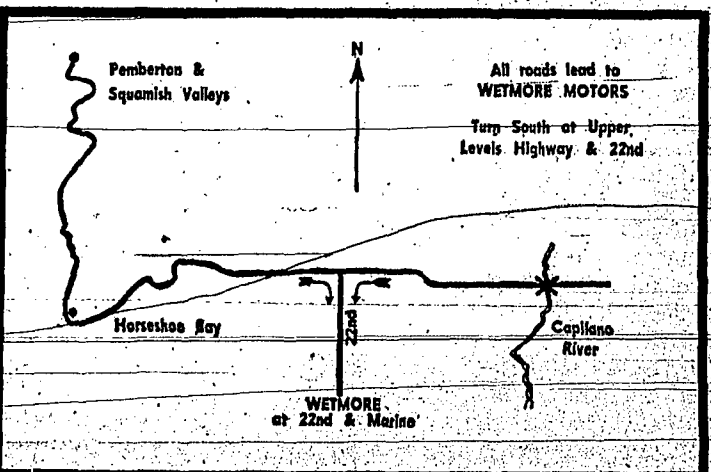 Pemberton &
Squamish Valleys
N
All roads lead to
WETMORE MOTORS
Turn South at Upper
Levels Highway & 22nd
Horseshoe Bay
22nd
Capilano
River
WETMORE
at 22nd & Marine